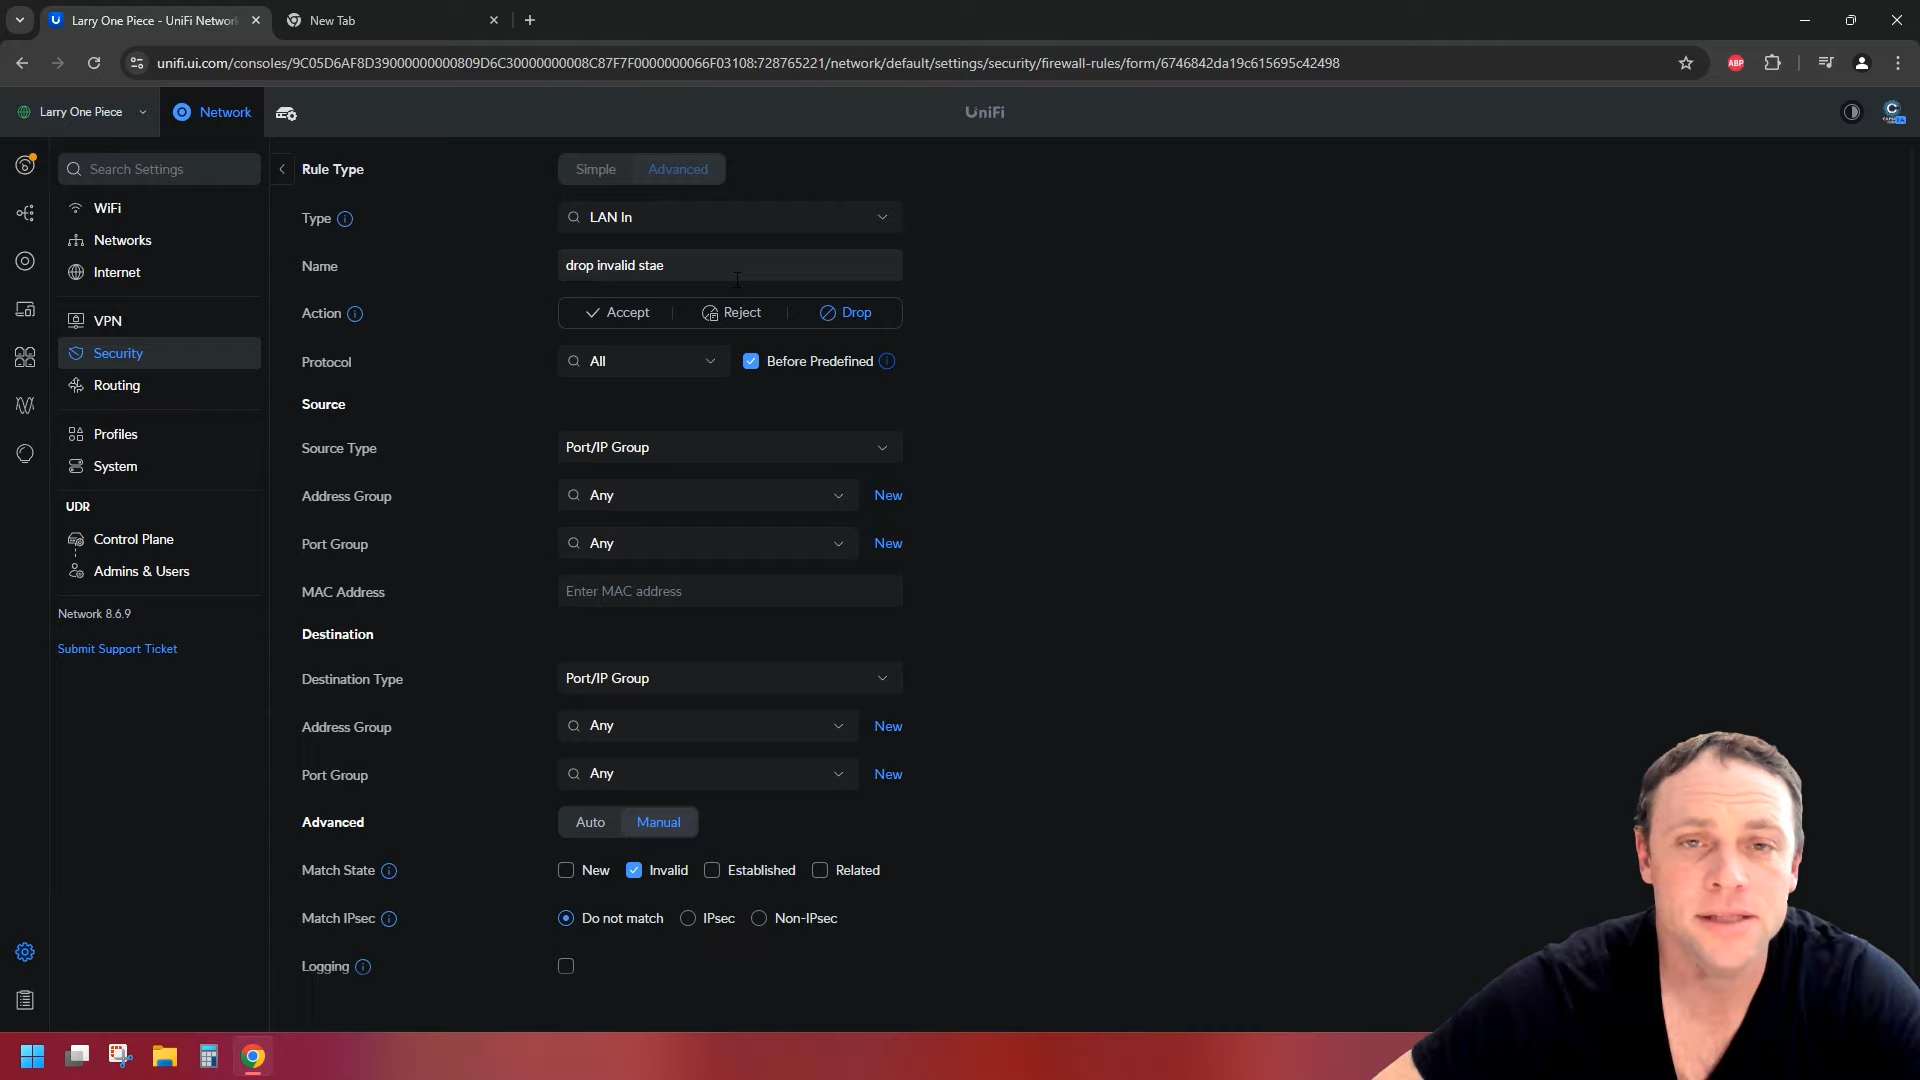 Larry One Piece - UniFi Network
New Tab
unifi.ui.com/consoles/9C05D6AF8D39000000000809D6C30000000008C87F7F0000000066F03108:728765221/network/default/settings/security/firewall-rules/form/6746842da19c615695c42498
ABP
Larry One Piece
Network
UniFi
Search Settings
WiFi
Networks
Internet
VPN
Security
Routing
Profiles
System
UDR
Control Plane
Admins & Users
Network 8.6.9
Submit Support Ticket
Rule Type
Simple Advanced
Type
LAN In
Name
drop invalid stae
Action
Accept Reject Drop
Protocol
All
Before Predefined
Source
Source Type
Port/IP Group
Address Group
Any
New
Port Group
Any
New
MAC Address
Enter MAC address
Destination
Destination Type
Port/IP Group
Address Group
Any
New
Port Group
Any
New
Advanced
Auto Manual
Match State
New Invalid Established Related
Match IPsec
Do not match IPsec Non-IPsec
Logging